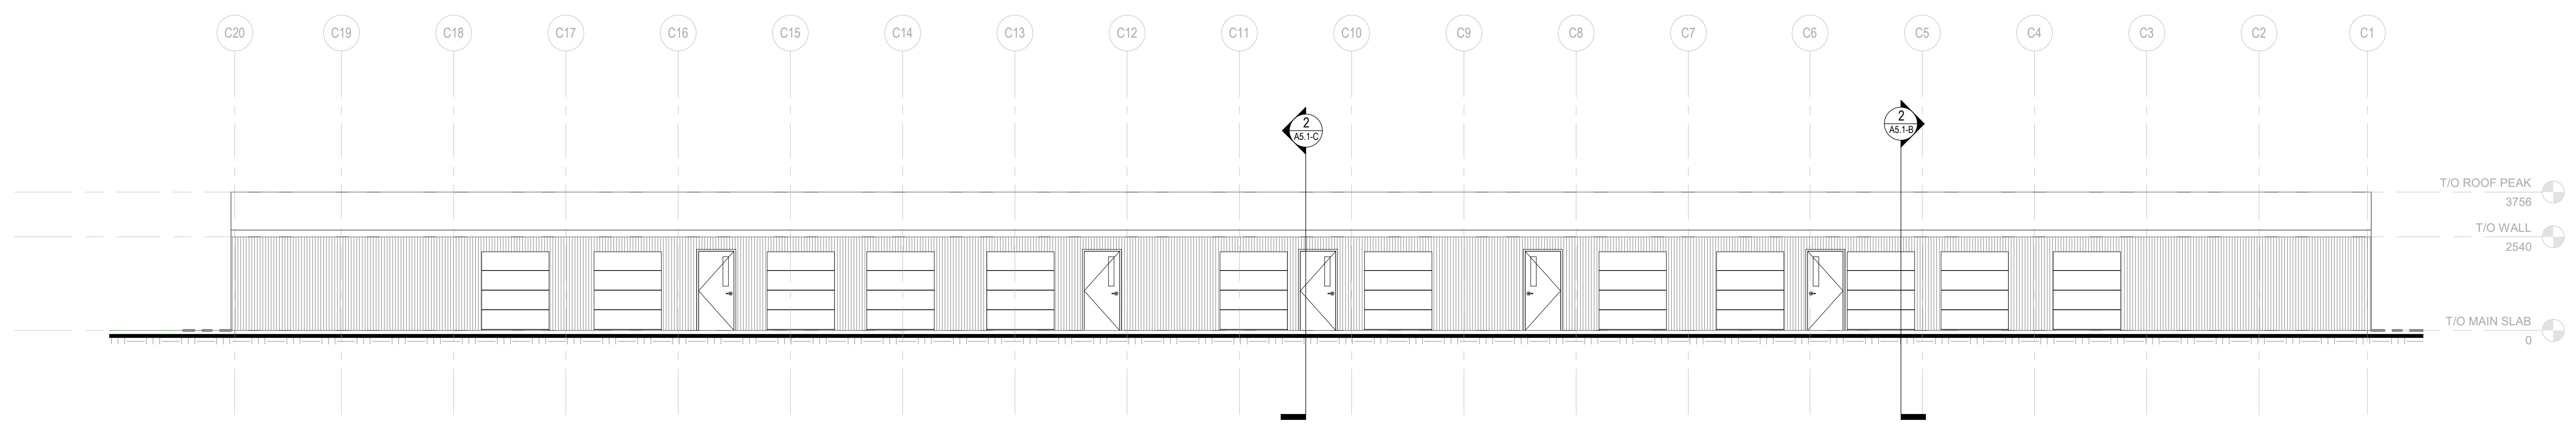 C20 C19 C18 C17 C16 C15 C14 C13 C12 C11 C10 C9 C8 C7 C6 C5 C4 C3 C2 C1
2
A5.1-C
2
A5.1-B
T/O ROOF PEAK
3756
T/O WALL
2540
T/O MAIN SLAB
0